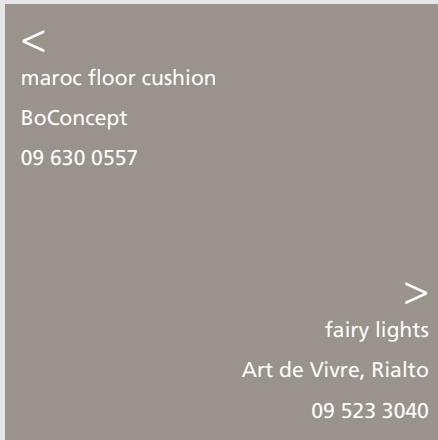 <
maroc floor cushion
BoConcept
09 630 0557
>
fairy lights
Art de Vivre, Rialto
09 523 3040